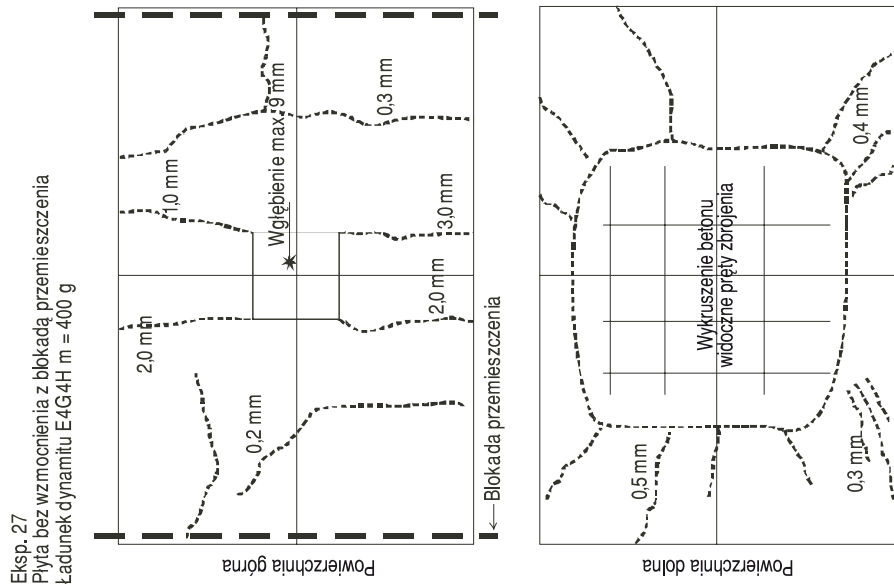 Eksp. 27
Płyta bez wzmocnienia z blokadą przemieszczenia
Ładunek dynamitu E4G4H m = 400 g
2,0 mm
1,0 mm
0,2 mm
Wgłębienie max. 9 mm
0,3 mm
2,0 mm
3,0 mm
Blokada przemieszczenia
Powierzchnia górna
0,5 mm
0,3 mm
Wykruszenie betonu
widoczne pręty zbrojenia
0,4 mm
Powierzchnia dolna